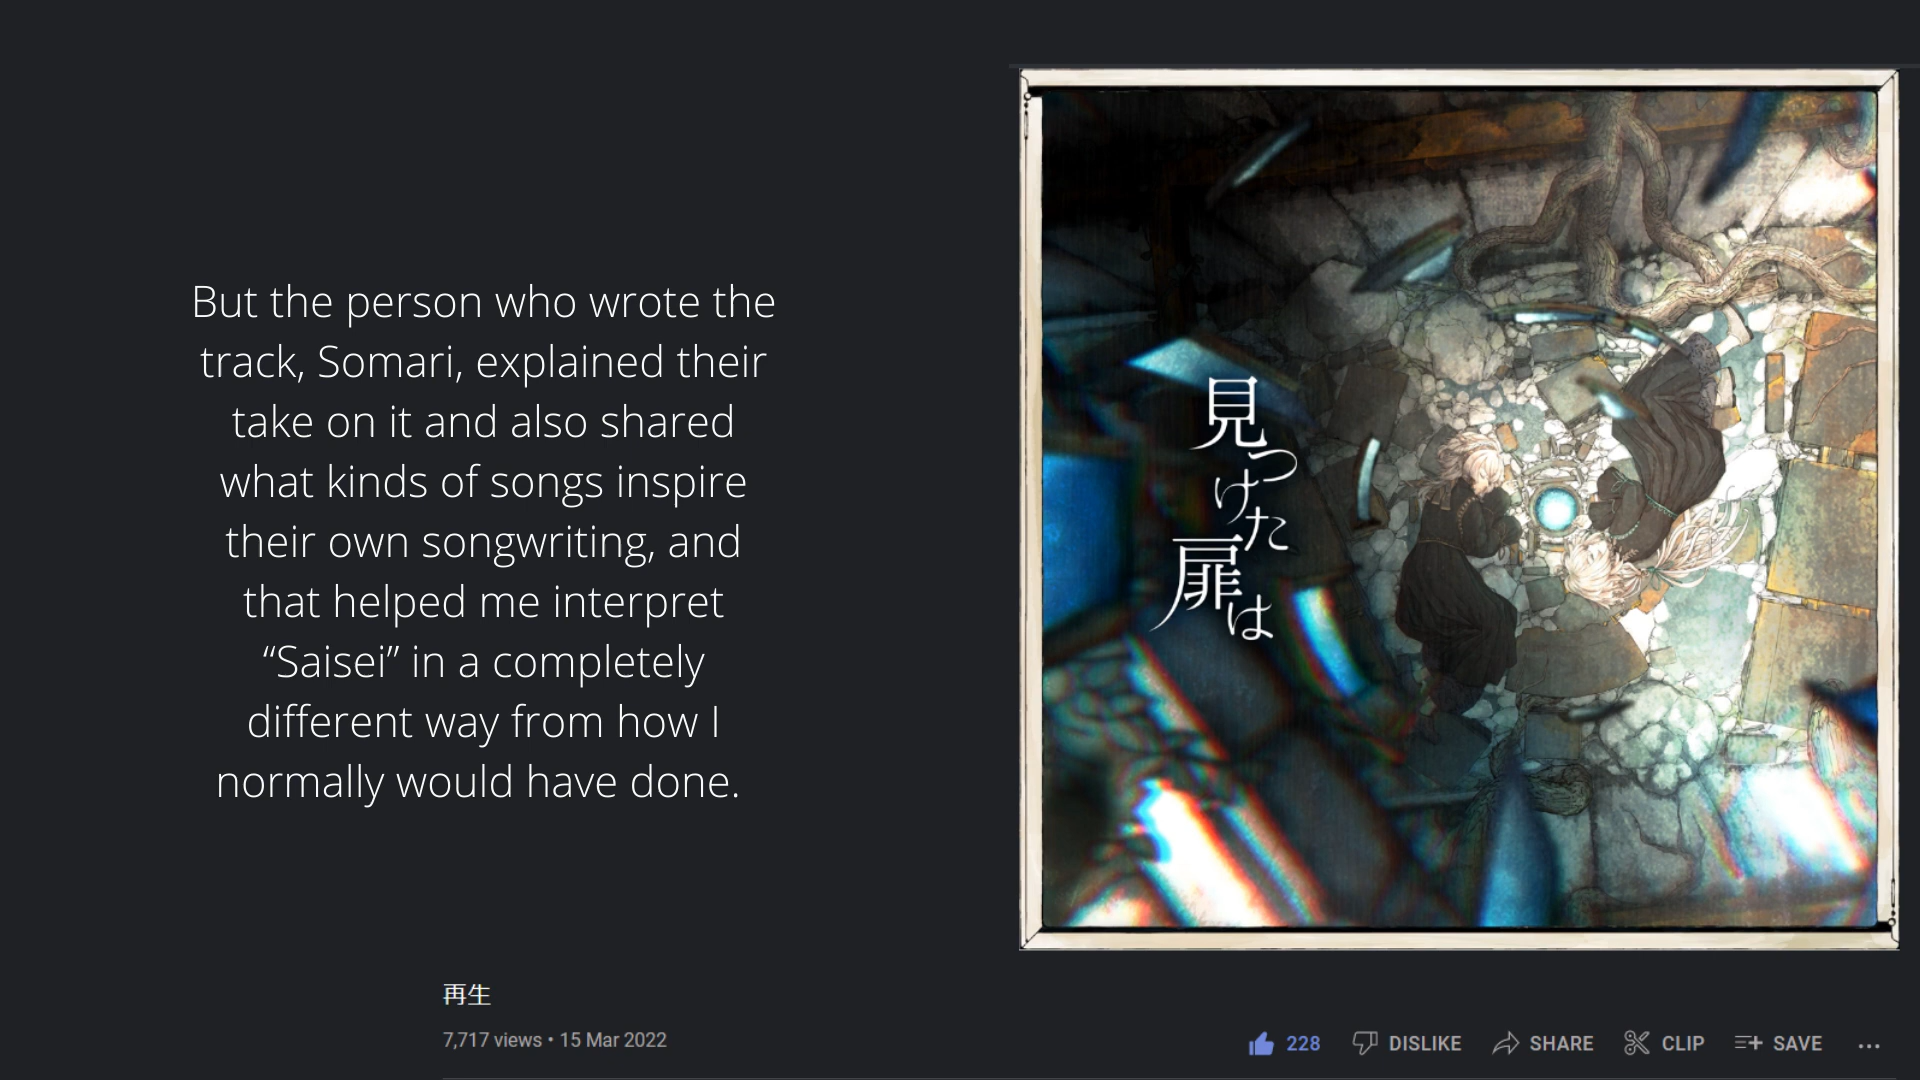 But the person who wrote the
track, Somari, explained their
take on it and also shared
what kinds of songs inspire
their own songwriting, and
that helped me interpret
“Saisei” in a completely
different way from how I
normally would have done.
見つけた
扉は
再生
7,717 views • 15 Mar 2022
228 DISLIKE SHARE CLIP SAVE ...